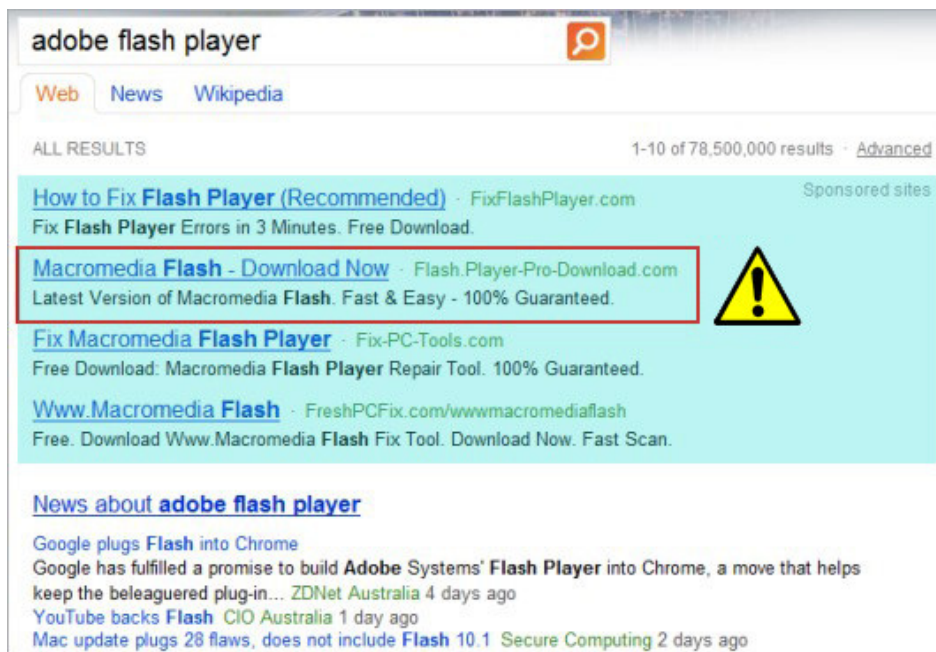 adobe flash player
Web News Wikipedia
ALL RESULTS 1-10 of 78,500,000 results · Advanced
Sponsored sites
How to Fix Flash Player (Recommended) · FixFlashPlayer.com
Fix Flash Player Errors in 3 Minutes. Free Download.
Macromedia Flash - Download Now · Flash.Player-Pro-Download.com
Latest Version of Macromedia Flash. Fast & Easy - 100% Guaranteed.
Fix Macromedia Flash Player · Fix-PC-Tools.com
Free Download: Macromedia Flash Player Repair Tool. 100% Guaranteed.
Www.Macromedia Flash · FreshPCFix.com/wwwmacromediaflash
Free. Download Www.Macromedia Flash Fix Tool. Download Now. Fast Scan.
News about adobe flash player
Google plugs Flash into Chrome
Google has fulfilled a promise to build Adobe Systems' Flash Player into Chrome, a move that helps
keep the beleaguered plug-in... ZDNet Australia 4 days ago
YouTube backs Flash CIO Australia 1 day ago
Mac update plugs 28 flaws, does not include Flash 10.1 Secure Computing 2 days ago